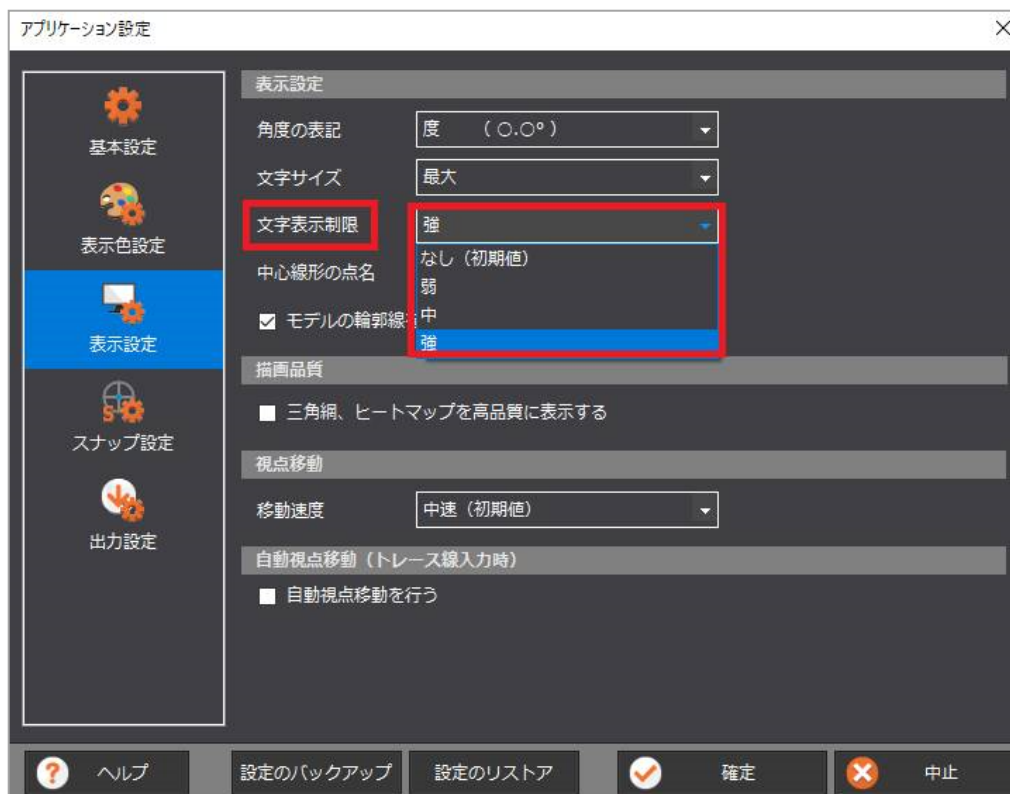 アプリケーション設定
基本設定
表示色設定
表示設定
スナップ設定
出力設定
表示設定
角度の表記
度 (○.○°)
文字サイズ
最大
文字表示制限
強
なし（初期値）
弱
中
強
中心線形の点名
モデルの輪郭線
描画品質
三角網、ヒートマップを高品質に表示する
視点移動
移動速度
中速（初期値）
自動視点移動（トレース線入力時）
自動視点移動を行う
ヘルプ
設定のバックアップ
設定のリストア
確定
中止